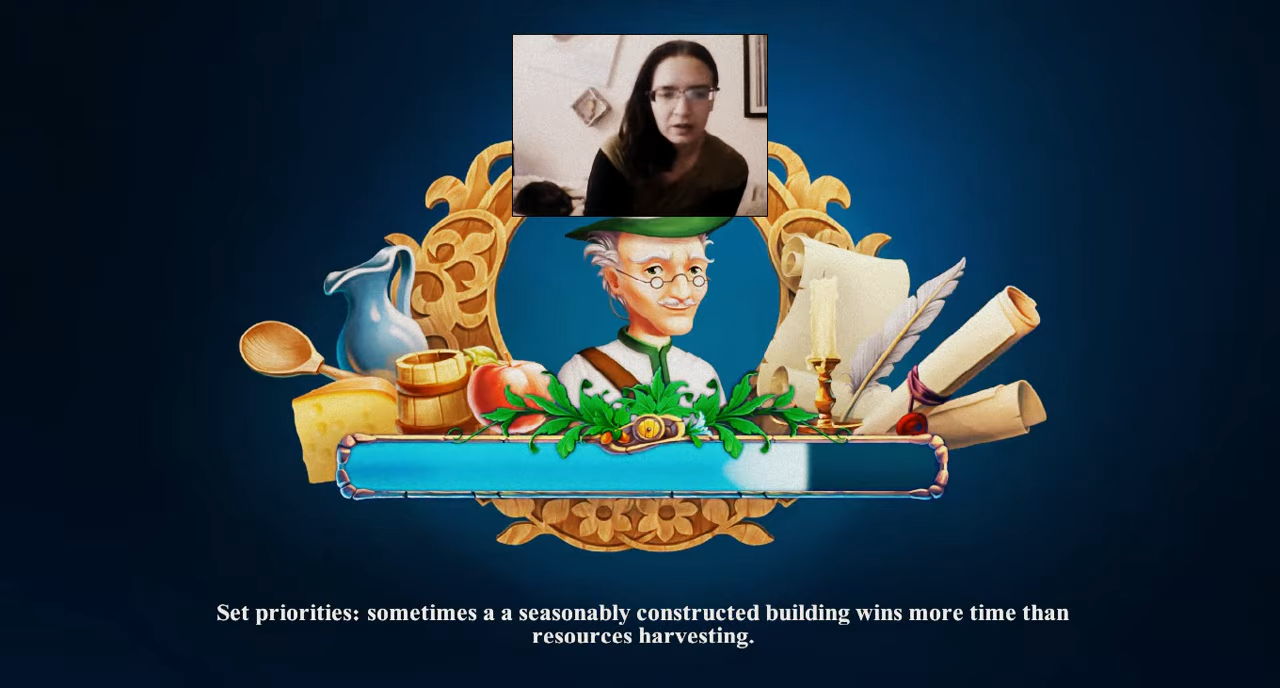 Set priorities: sometimes a a seasonably constructed building wins more time than
resources harvesting.